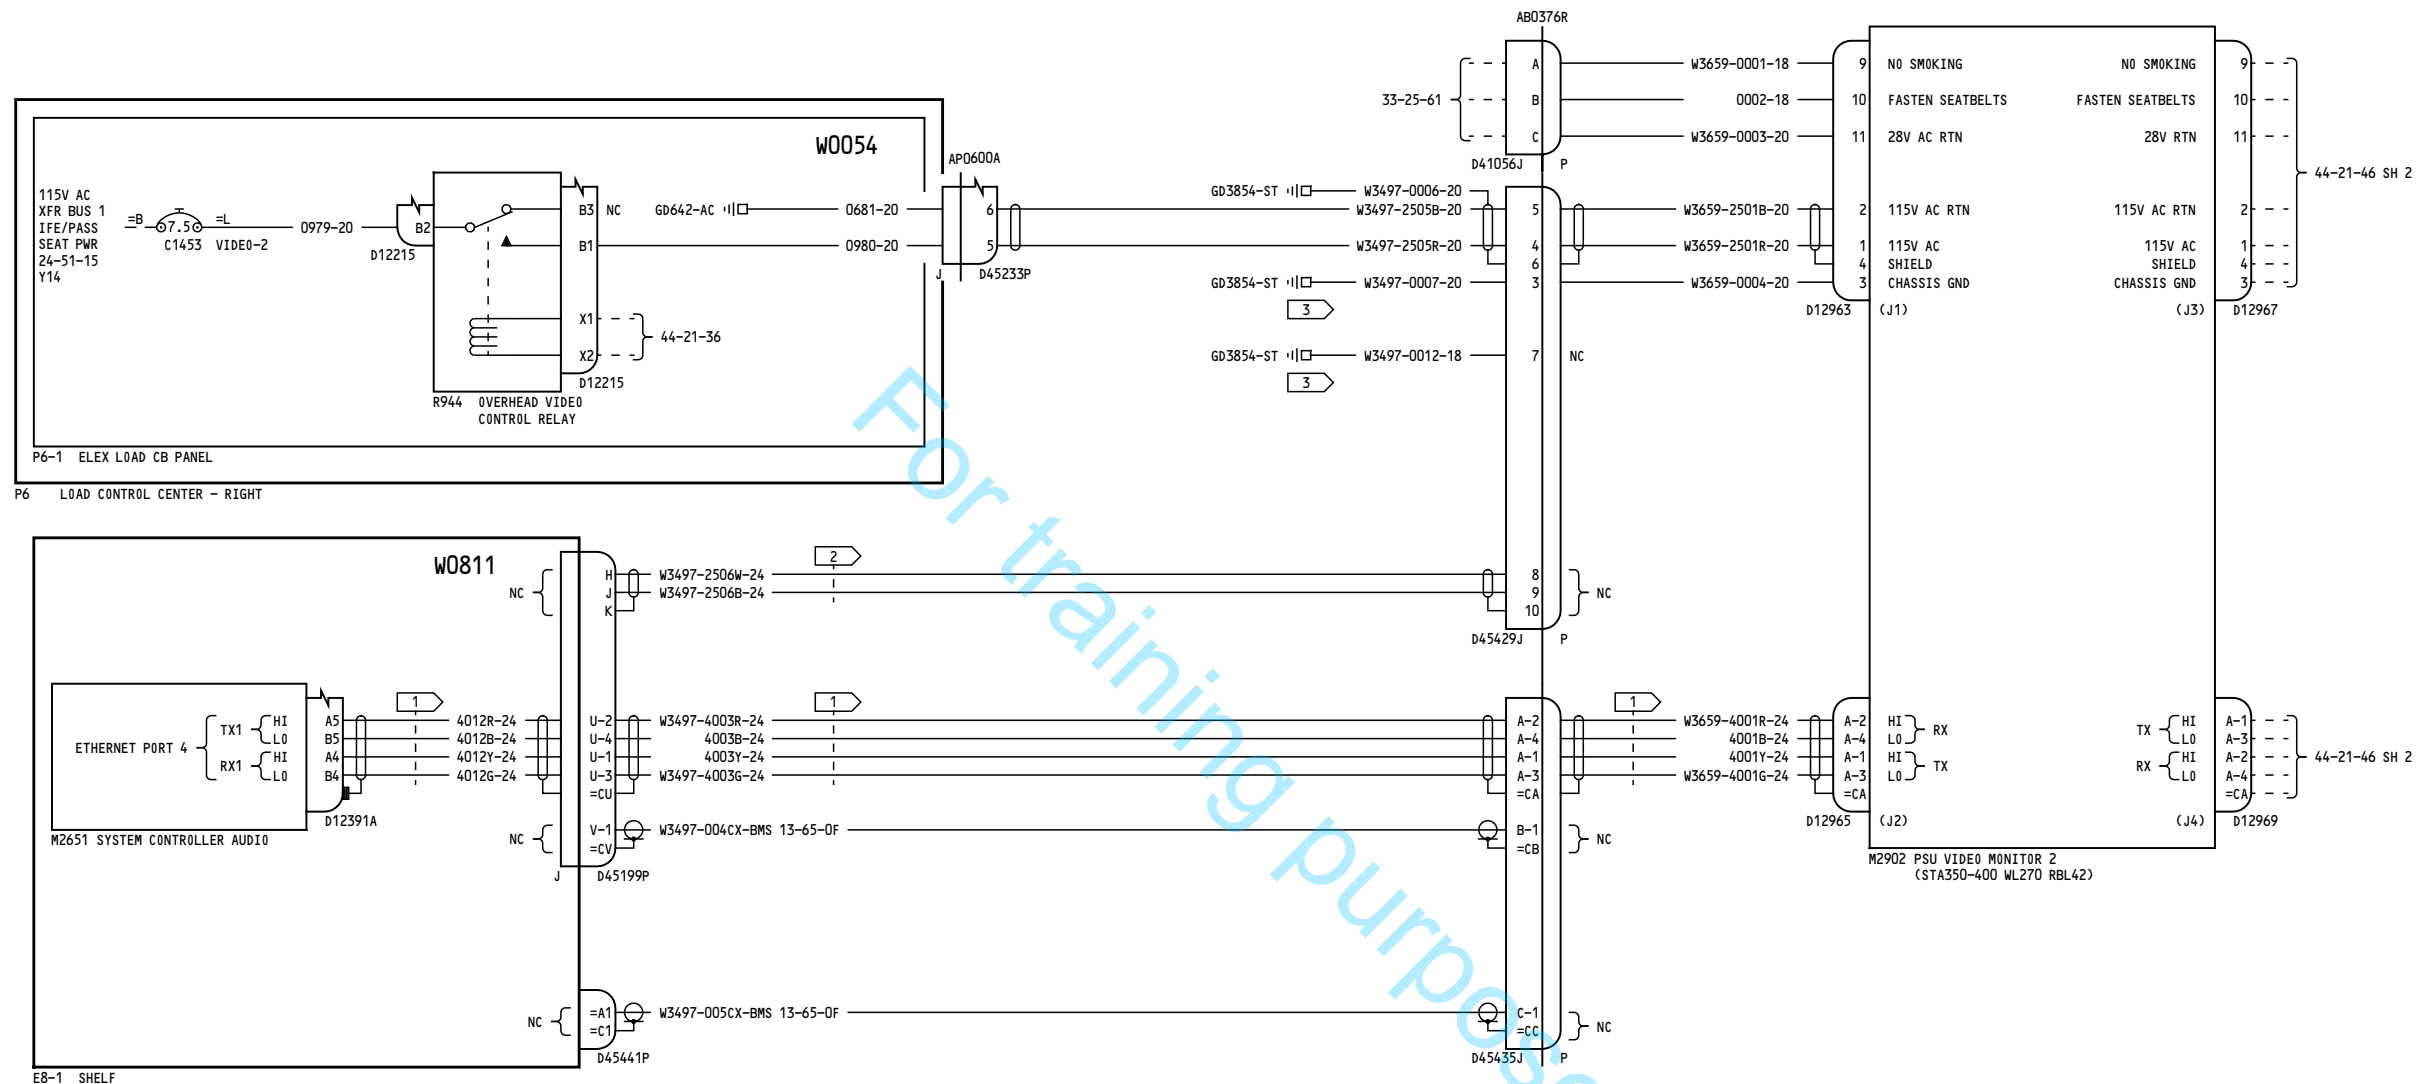 AB0376R
A
W3659-0001-18
9
NO SMOKING
NO SMOKING
9
33-25-61
B
0002-18
10
FASTEN SEATBELTS
FASTEN SEATBELTS
10
C
W3659-0003-20
11
28V AC RTN
28V RTN
11
D41056J
P
44-21-46 SH 2
W0054
AP0600A
115V AC
XFR BUS 1
IFE/PASS
SEAT PWR
24-51-15
Y14
=B
7.5
=L
C1453
VIDEO-2
0979-20
B2
D12215
B3
NC
GD642-AC
0681-20
6
B1
0980-20
5
J
D45233P
X1
X2
44-21-36
D12215
R944
OVERHEAD VIDEO
CONTROL RELAY
P6-1
ELEX LOAD CB PANEL
P6
LOAD CONTROL CENTER - RIGHT
GD3854-ST
W3497-0006-20
W3497-2505B-20
5
W3659-2501B-20
2
115V AC RTN
115V AC RTN
2
W3497-2505R-20
4
W3659-2501R-20
1
115V AC
115V AC
1
6
4
SHIELD
SHIELD
4
GD3854-ST
W3497-0007-20
3
W3659-0004-20
3
CHASSIS GND
CHASSIS GND
3
3
D12963
(J1)
(J3)
D12967
GD3854-ST
W3497-0012-18
7
NC
3
W0811
NC
H
W3497-2506W-24
2
8
J
W3497-2506B-24
9
NC
K
10
D45429J
P
ETHERNET PORT 4
TX1
HI
LO
RX1
HI
LO
A5
B5
A4
B4
1
4012R-24
4012B-24
4012Y-24
4012G-24
U-2
U-4
U-1
U-3
=CU
W3497-4003R-24
4003B-24
4003Y-24
W3497-4003G-24
1
A-2
A-4
A-1
A-3
=CA
1
W3659-4001R-24
4001B-24
4001Y-24
W3659-4001G-24
A-2
A-4
A-1
A-3
=CA
HI
LO
RX
HI
LO
TX
TX
HI
LO
RX
HI
LO
A-1
A-3
A-2
A-4
=CA
44-21-46 SH 2
D12391A
M2651 SYSTEM CONTROLLER AUDIO
D12965
(J2)
(J4)
D12969
M2902 PSU VIDEO MONITOR 2
(STA350-400 WL270 RBL42)
NC
V-1
=CV
W3497-004CX-BMS 13-65-OF
B-1
=CB
NC
J
D45199P
NC
=A1
=C1
W3497-005CX-BMS 13-65-OF
C-1
=CC
NC
D45441P
D45435J
P
E8-1
SHELF
For training purpose